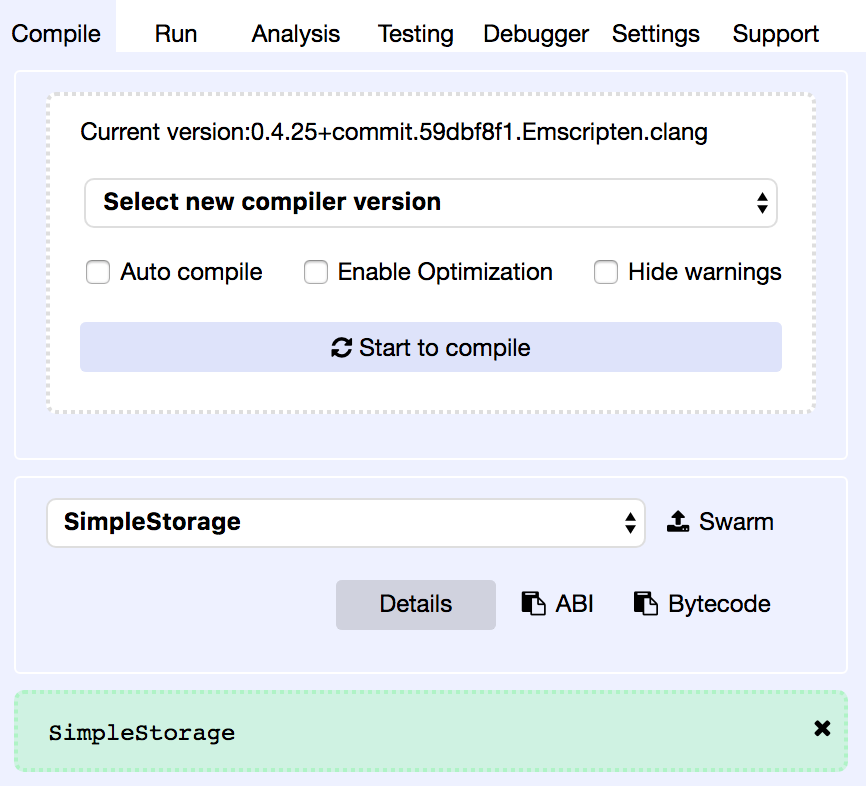 Compile Run Analysis Testing Debugger Settings Support
Current version:0.4.25+commit.59dbf8f1.Emscripten.clang
Select new compiler version
Auto compile Enable Optimization Hide warnings
Start to compile
SimpleStorage Swarm
Details ABI Bytecode
SimpleStorage